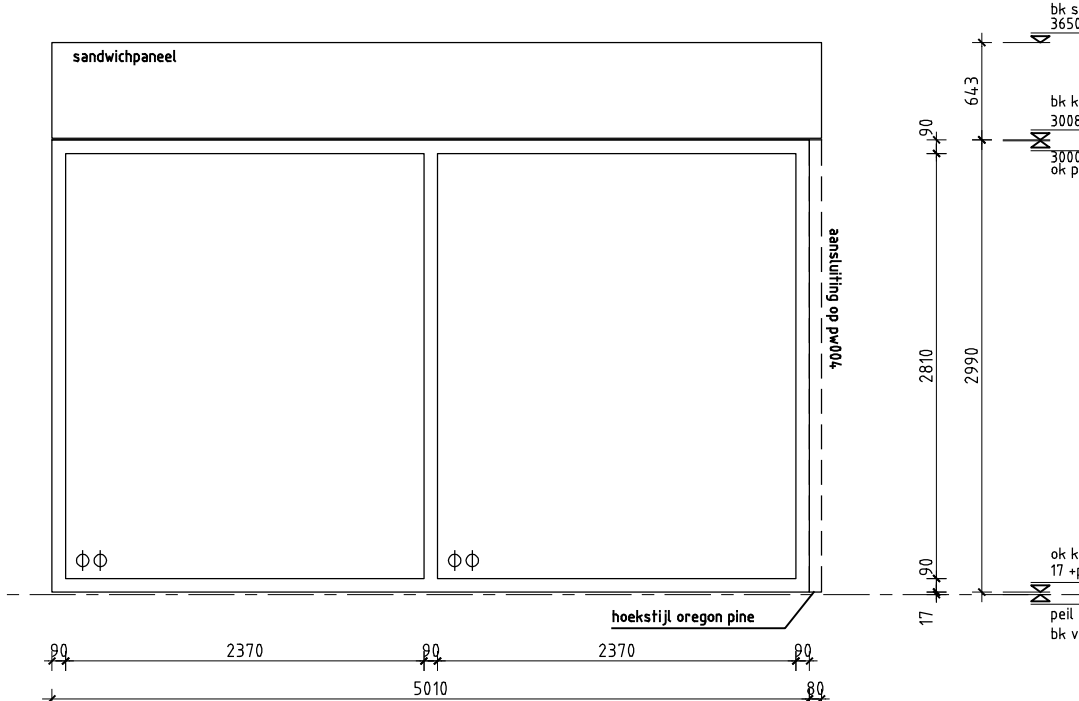 sandwichpaneel
bk s
3650
643
bk k
3008
90
3000
ok p
aansluiting op pw004
2810
2990
ΦΦ
ΦΦ
90
ok k
17 +p
hoekstijl oregon pine
17
peil
bk v
90 2370 90 2370 90
5010 80